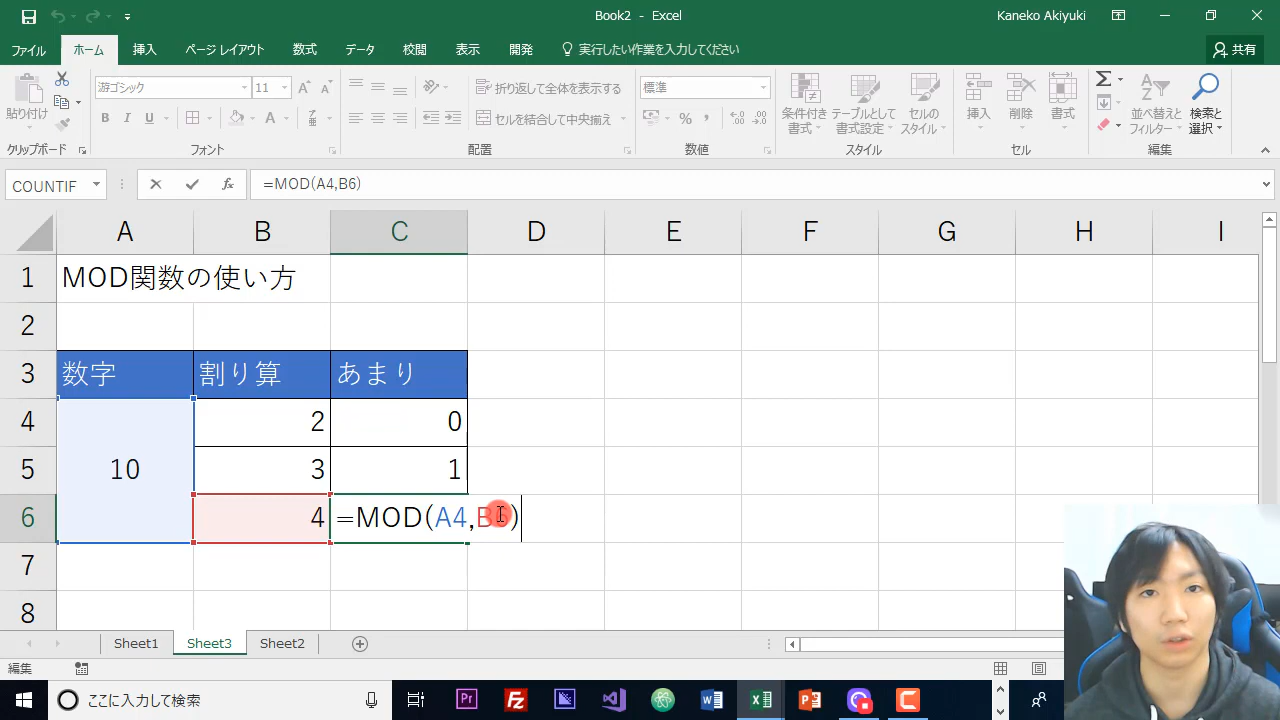 Book2 - Excel
Kaneko Akiyuki
ファイル ホーム 挿入 ページ レイアウト 数式 データ 校閲 表示 開発 実行したい作業を入力してください 共有
貼り付け
游ゴシック 11
B I U A
折り返して全体を表示する
セルを結合して中央揃え
標準
%
条件付き書式
テーブルとして書式設定
セルのスタイル
挿入 削除 書式
並べ替えとフィルター
検索と選択
クリップボード フォント 配置 数値 スタイル セル 編集
COUNTIF fx =MOD(A4,B6)
A B C D E F G H I
1 MOD関数の使い方
2
3 数字 割り算 あまり
4 2 0
5 10 3 1
6 4 =MOD(A4,B6)
7
8
Sheet1 Sheet3 Sheet2
編集
ここに入力して検索